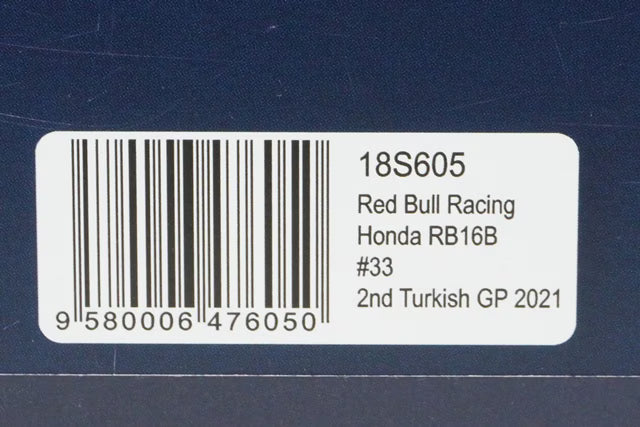 18S605
Red Bull Racing
Honda RB16B
#33
2nd Turkish GP 2021
9 580006 476050